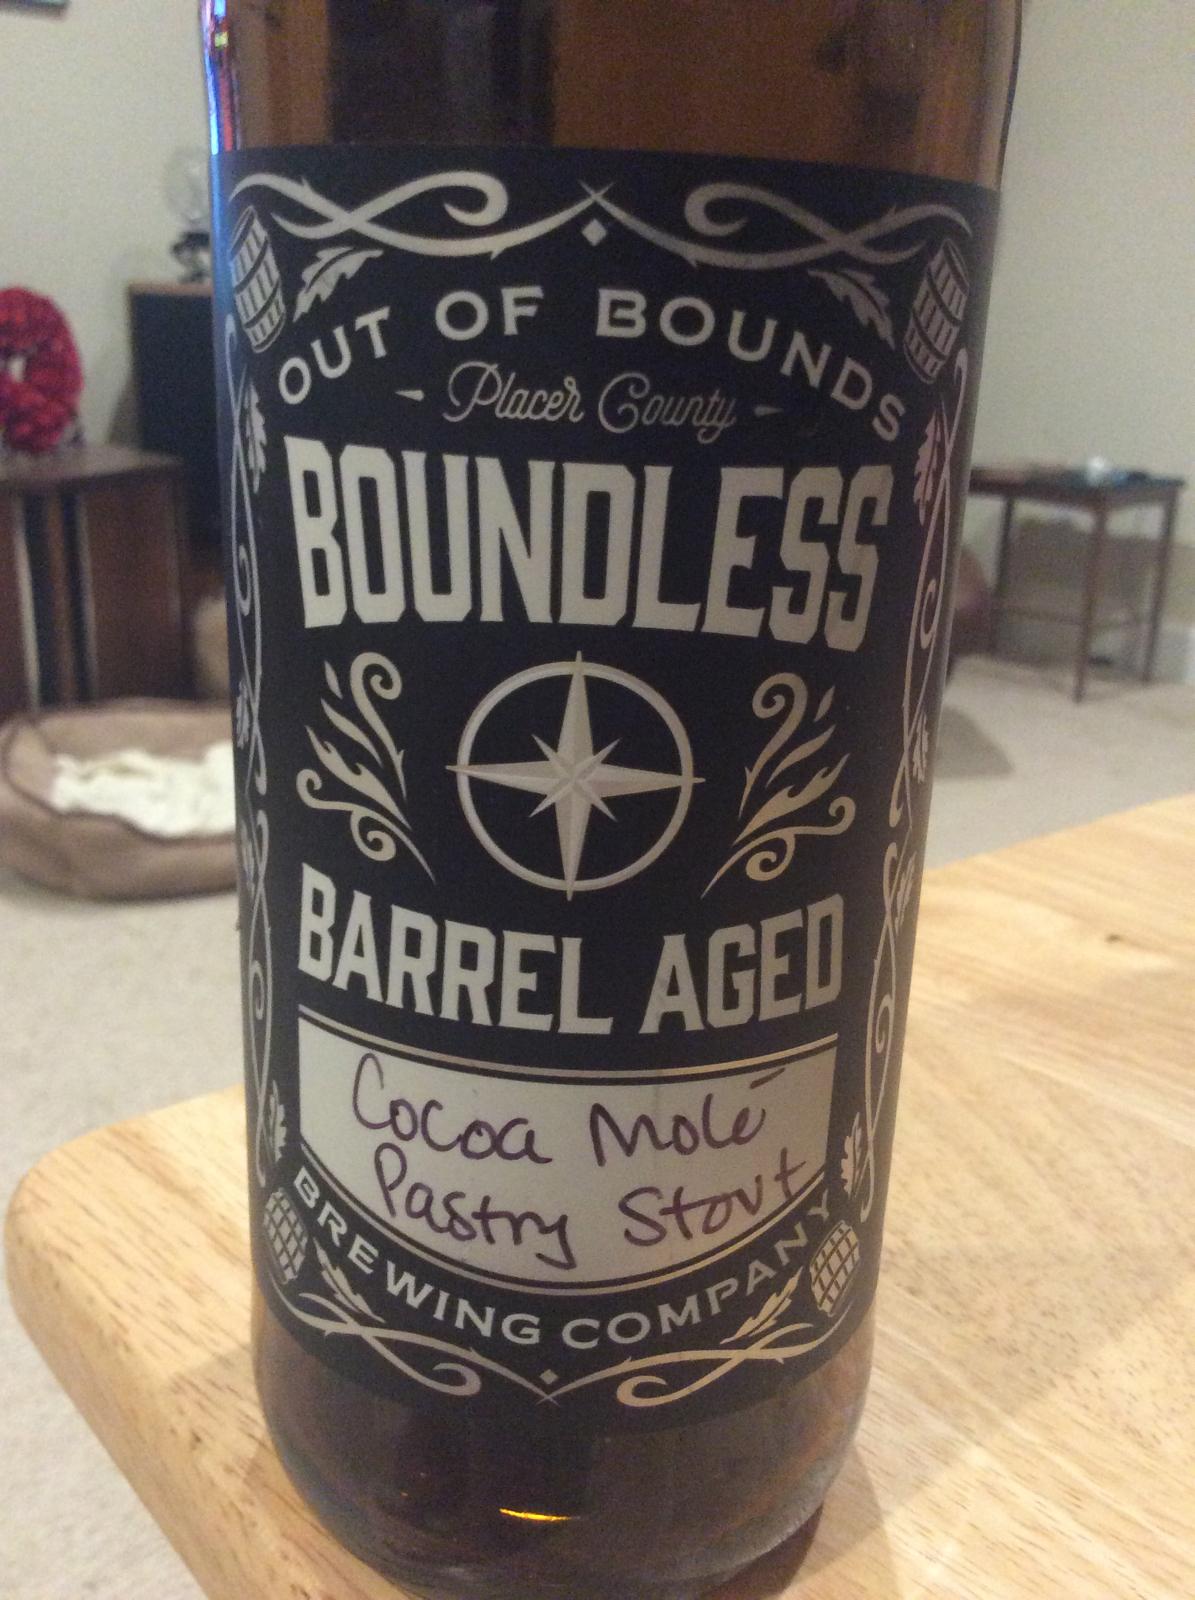 OUT OF BOUNDS
- Placer County -
BOUNDLESS
BARREL AGED
Cocoa Molé
Pastry Stout
BREWING COMPANY